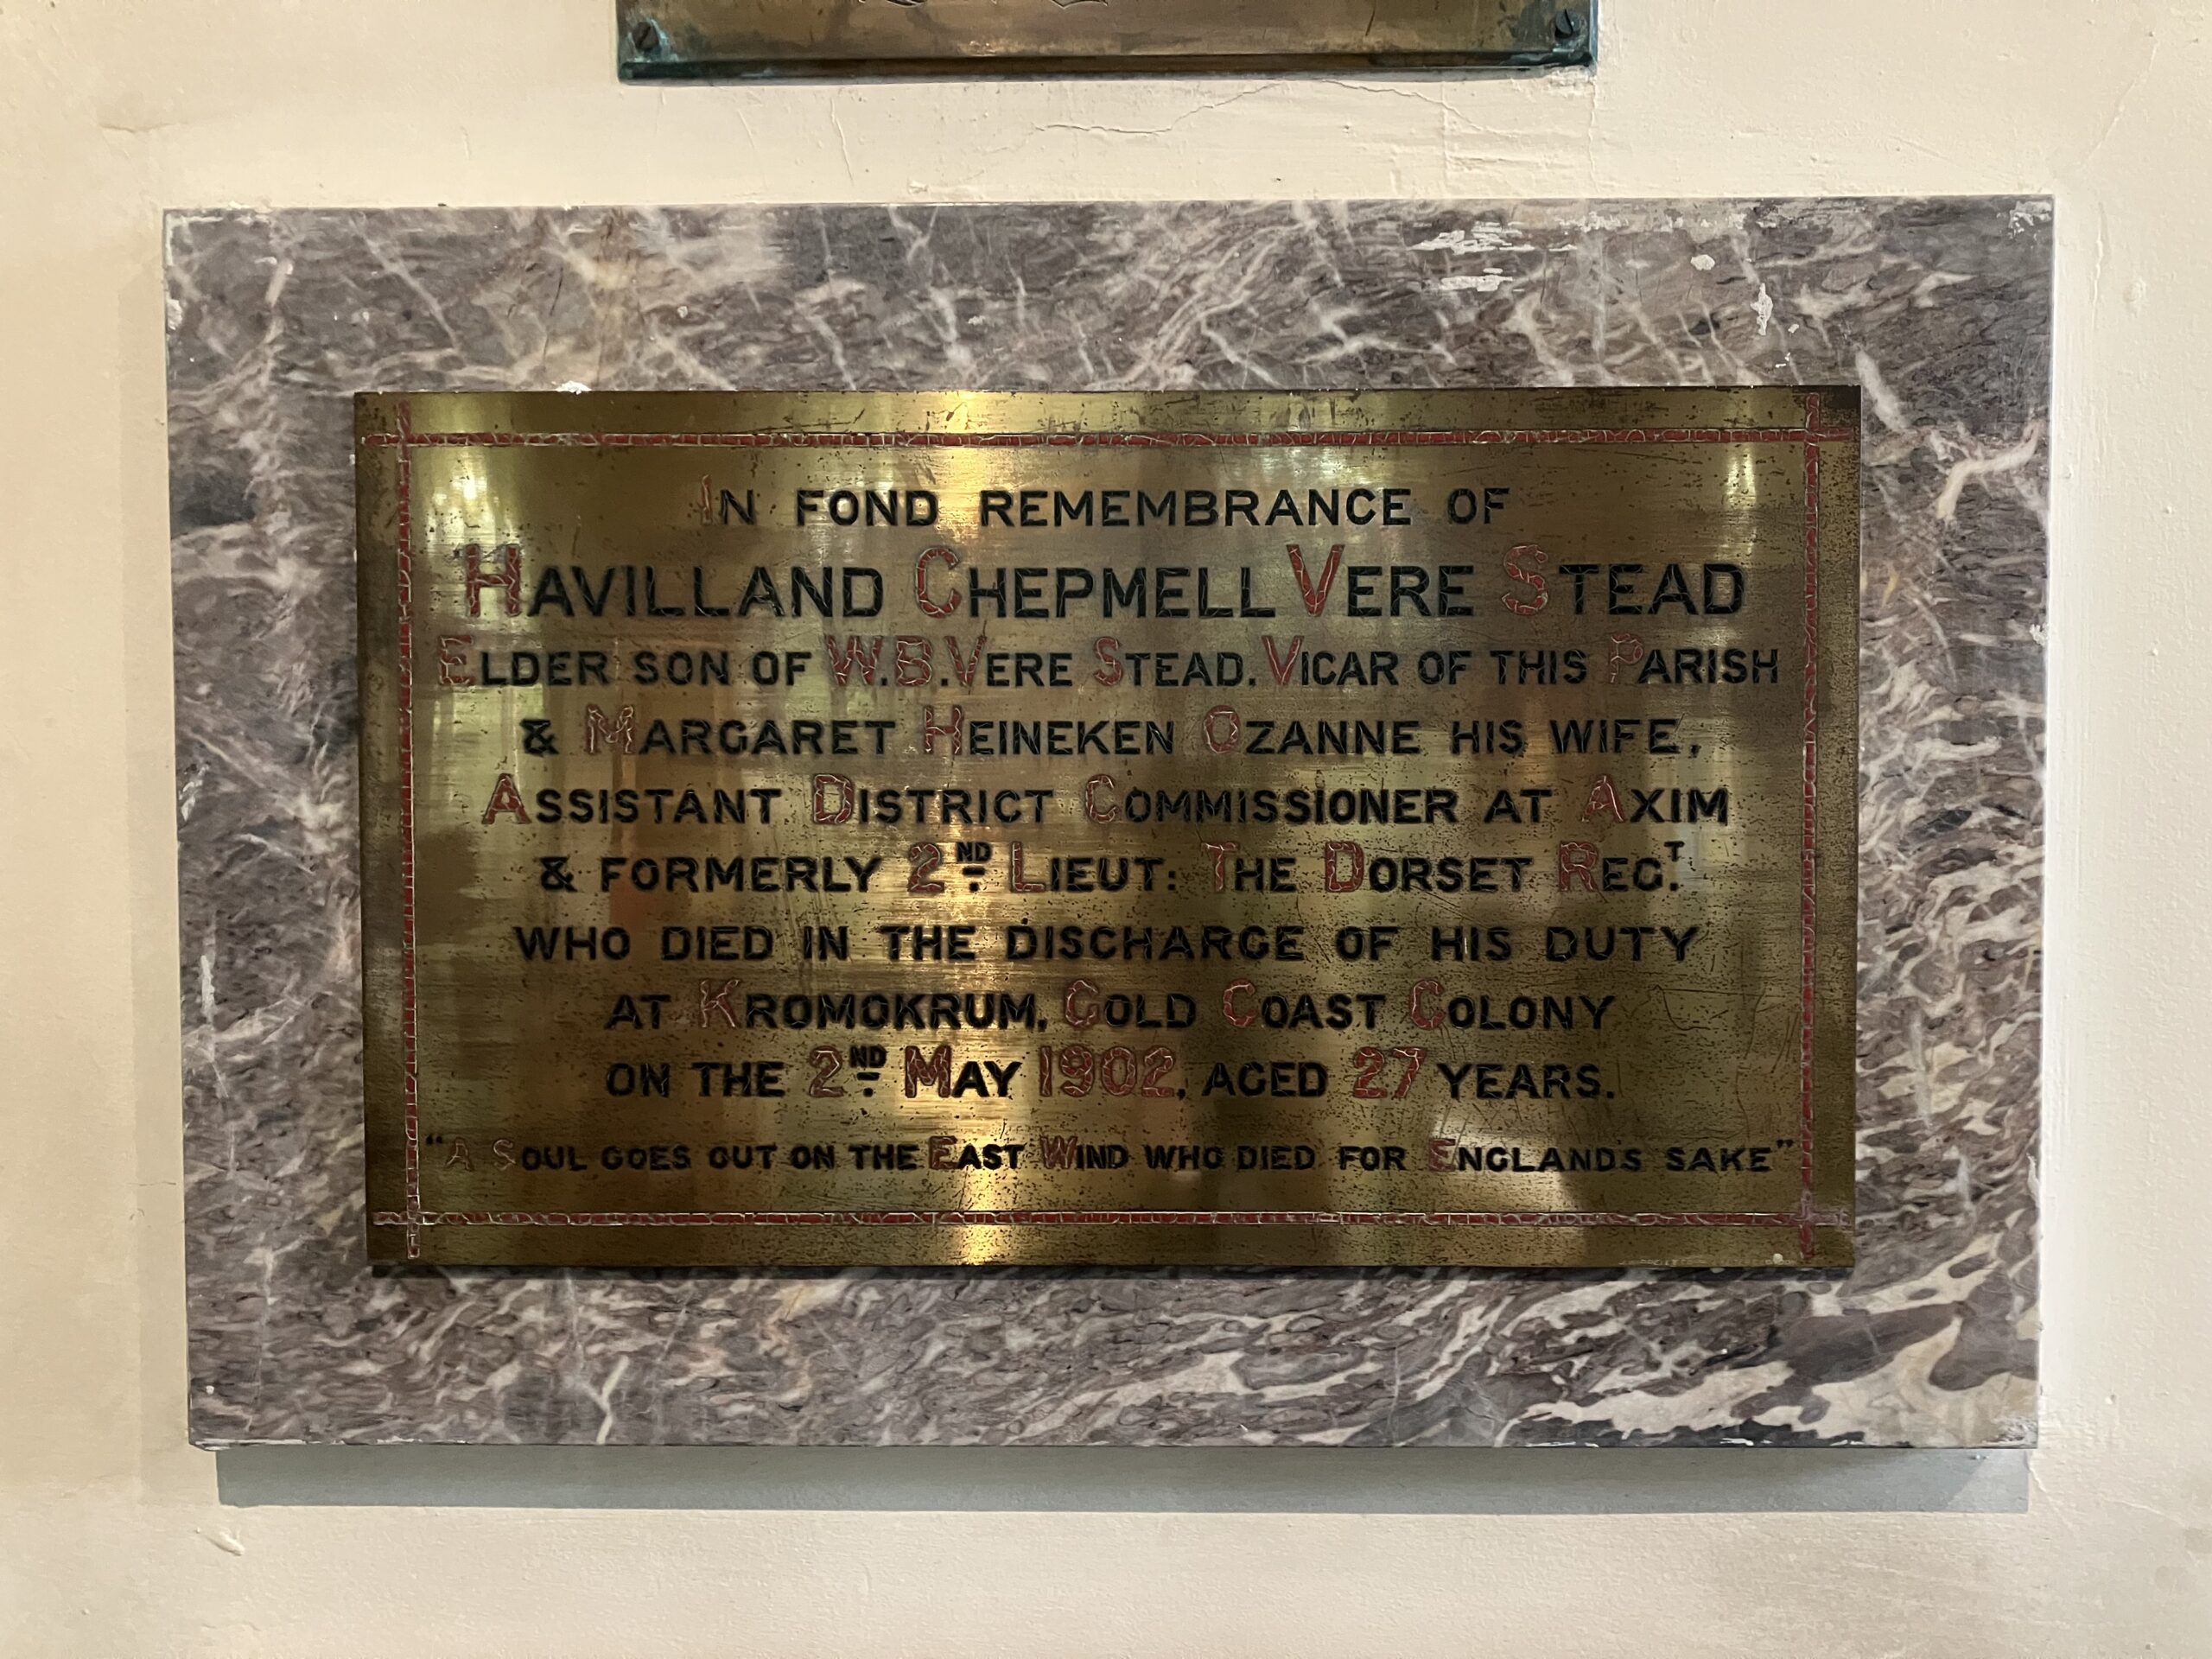 IN FOND REMEMBRANCE OF
HAVILLAND CHEPMELL VERE STEAD
ELDER SON OF W.B.VERE STEAD. VICAR OF THIS PARISH
& MARGARET HEINEKEN OZANNE HIS WIFE,
ASSISTANT DISTRICT COMMISSIONER AT AXIM
& FORMERLY 2ND LIEUT: THE DORSET REGT.
WHO DIED IN THE DISCHARGE OF HIS DUTY
AT KROMOKRUM, GOLD COAST COLONY
ON THE 2ND MAY 1902, AGED 27 YEARS.
"A SOUL GOES OUT ON THE EAST WIND WHO DIED FOR ENGLAND'S SAKE"